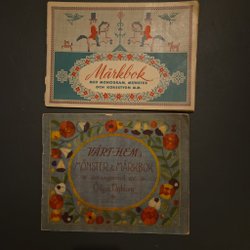 Märkbok
MED MONOGRAM, MÖNSTER
OCH KORSSTYGN M.M.
VÅRT HEM's
MÖNSTER & MÄRKBOK